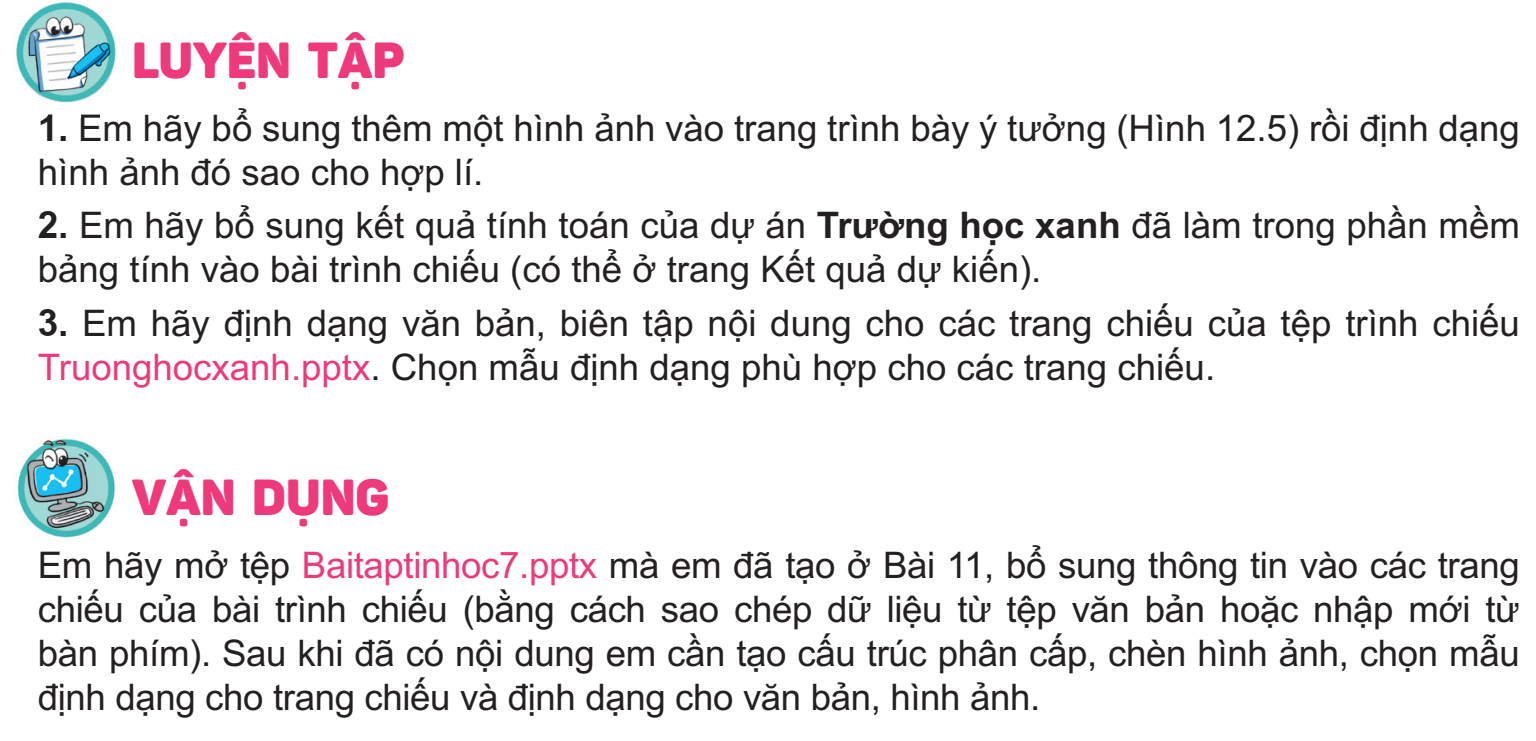 LUYỆN TẬP
1. Em hãy bổ sung thêm một hình ảnh vào trang trình bày ý tưởng (Hình 12.5) rồi định dạng
hình ảnh đó sao cho hợp lí.
2. Em hãy bổ sung kết quả tính toán của dự án Trường học xanh đã làm trong phần mềm
bảng tính vào bài trình chiếu (có thể ở trang Kết quả dự kiến).
3. Em hãy định dạng văn bản, biên tập nội dung cho các trang chiếu của tệp trình chiếu
Truonghocxanh.pptx. Chọn mẫu định dạng phù hợp cho các trang chiếu.
VẬN DỤNG
Em hãy mở tệp Baitaptinhoc7.pptx mà em đã tạo ở Bài 11, bổ sung thông tin vào các trang
chiếu của bài trình chiếu (bằng cách sao chép dữ liệu từ tệp văn bản hoặc nhập mới từ
bàn phím). Sau khi đã có nội dung em cần tạo cấu trúc phân cấp, chèn hình ảnh, chọn mẫu
định dạng cho trang chiếu và định dạng cho văn bản, hình ảnh.